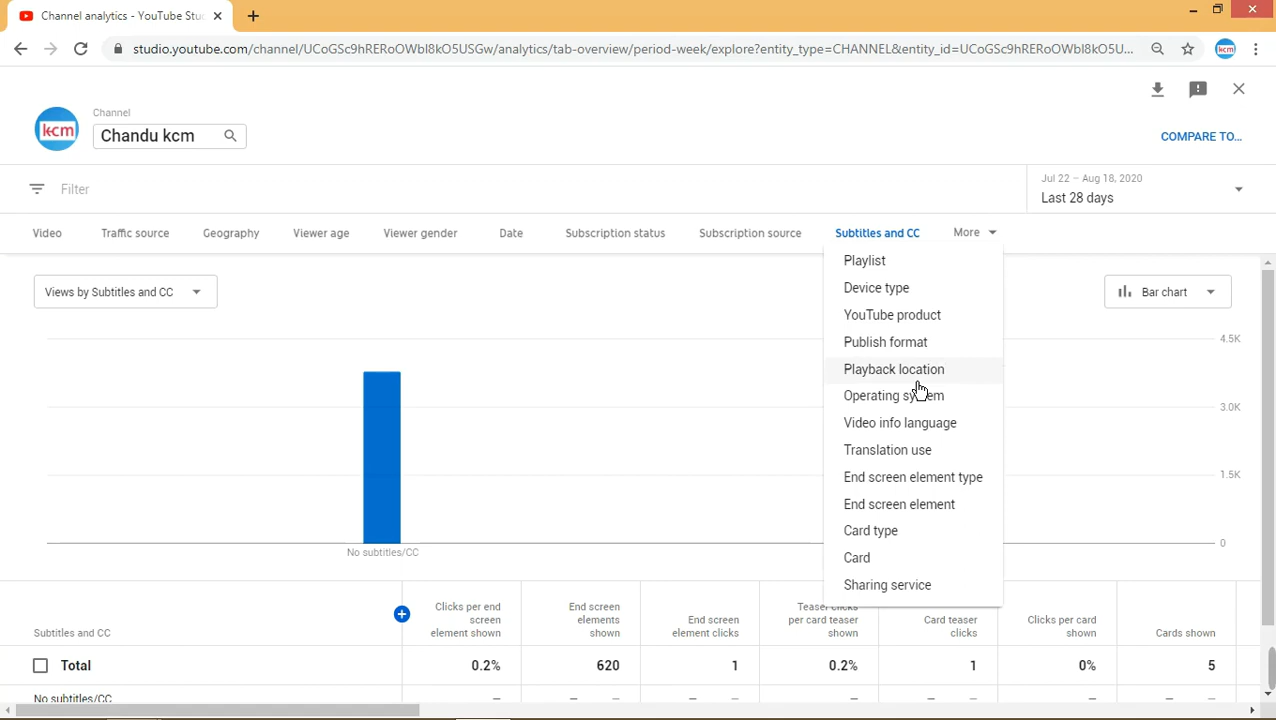 Channel analytics - YouTube Stu
studio.youtube.com/channel/UCoGSc9hRERoOWbl8kO5USGw/analytics/tab-overview/period-week/explore?entity_type=CHANNEL&entity_id=UCoGSc9hRERoOWbl8kO5U...
kcm
kcm
Channel
Chandu kcm
COMPARE TO...
Filter
Jul 22 – Aug 18, 2020
Last 28 days
Video Traffic source Geography Viewer age Viewer gender Date Subscription status Subscription source Subtitles and CC More
Playlist
Device type
YouTube product
Publish format
Playback location
Operating system
Video info language
Translation use
End screen element type
End screen element
Card type
Card
Sharing service
Views by Subtitles and CC
Bar chart
4.5K
3.0K
1.5K
0
No subtitles/CC
Subtitles and CC
Clicks per end
screen
element shown
End screen
elements
shown
End screen
element clicks
Teaser clicks
per card teaser
shown
Card teaser
clicks
Clicks per card
shown
Cards shown
Total 0.2% 620 1 0.2% 1 0% 5
No subtitles/CC – – – – – – –